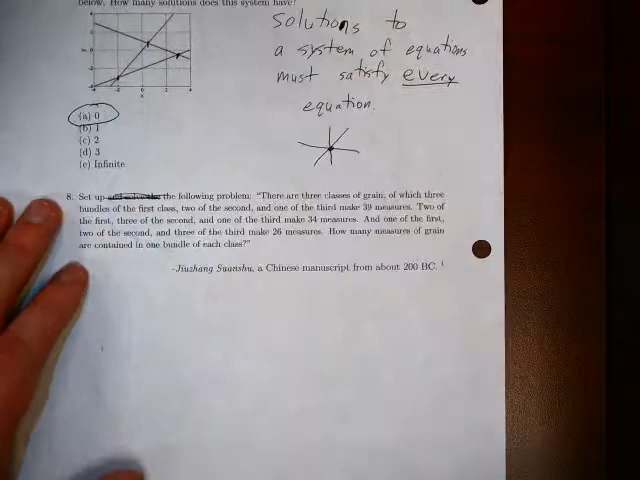 below. How many solutions does this system have?
solutions to
a system of equations
must satisfy every
equation.
(a) 0
(b) 1
(c) 2
(d) 3
(e) Infinite
8. Set up and solve the the following problem: "There are three classes of grain, of which three
bundles of the first class, two of the second, and one of the third make 39 measures. Two of
the first, three of the second, and one of the third make 34 measures. And one of the first,
two of the second, and three of the third make 26 measures. How many measures of grain
are contained in one bundle of each class?"
-Jiuzhang Suanshu, a Chinese manuscript from about 200 BC. 1